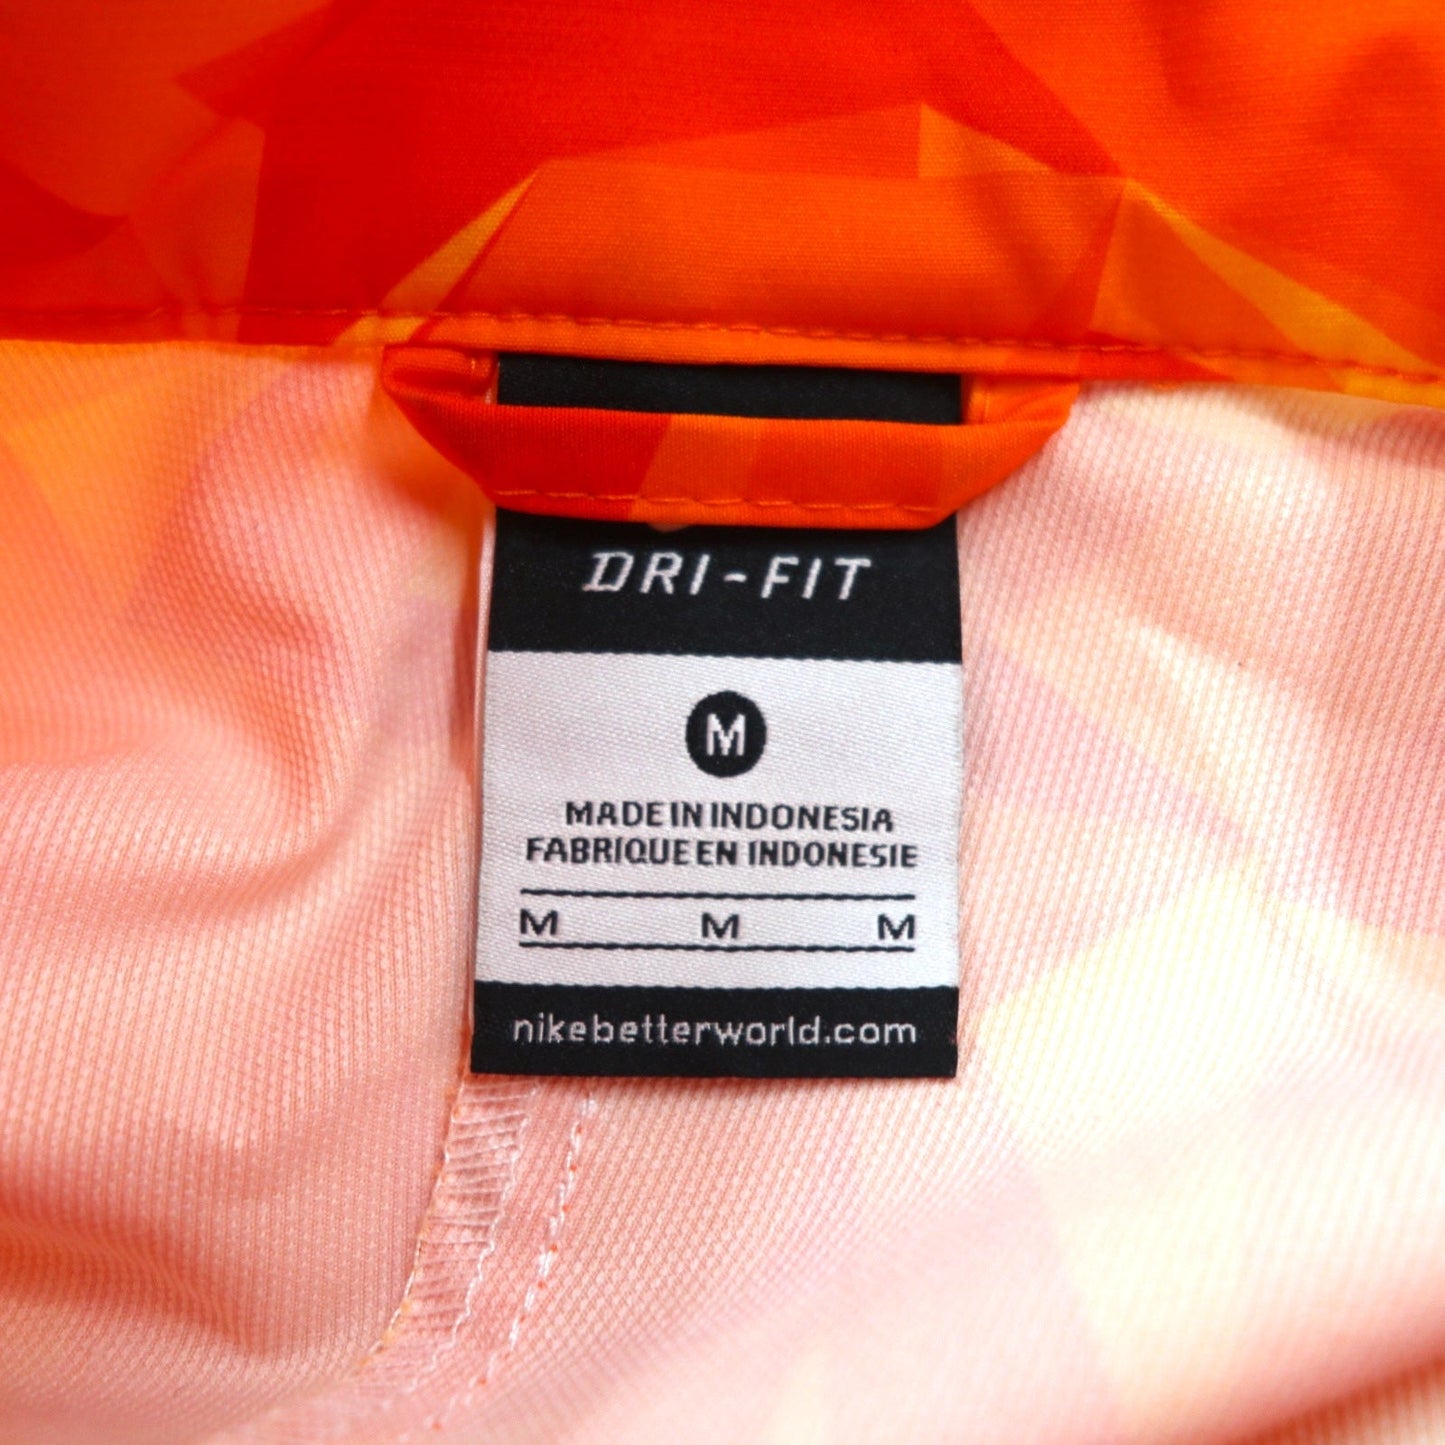 DRI-FIT
M
MADE IN INDONESIA
FABRIQUE EN INDONESIE
M M M
nikebetterworld.com